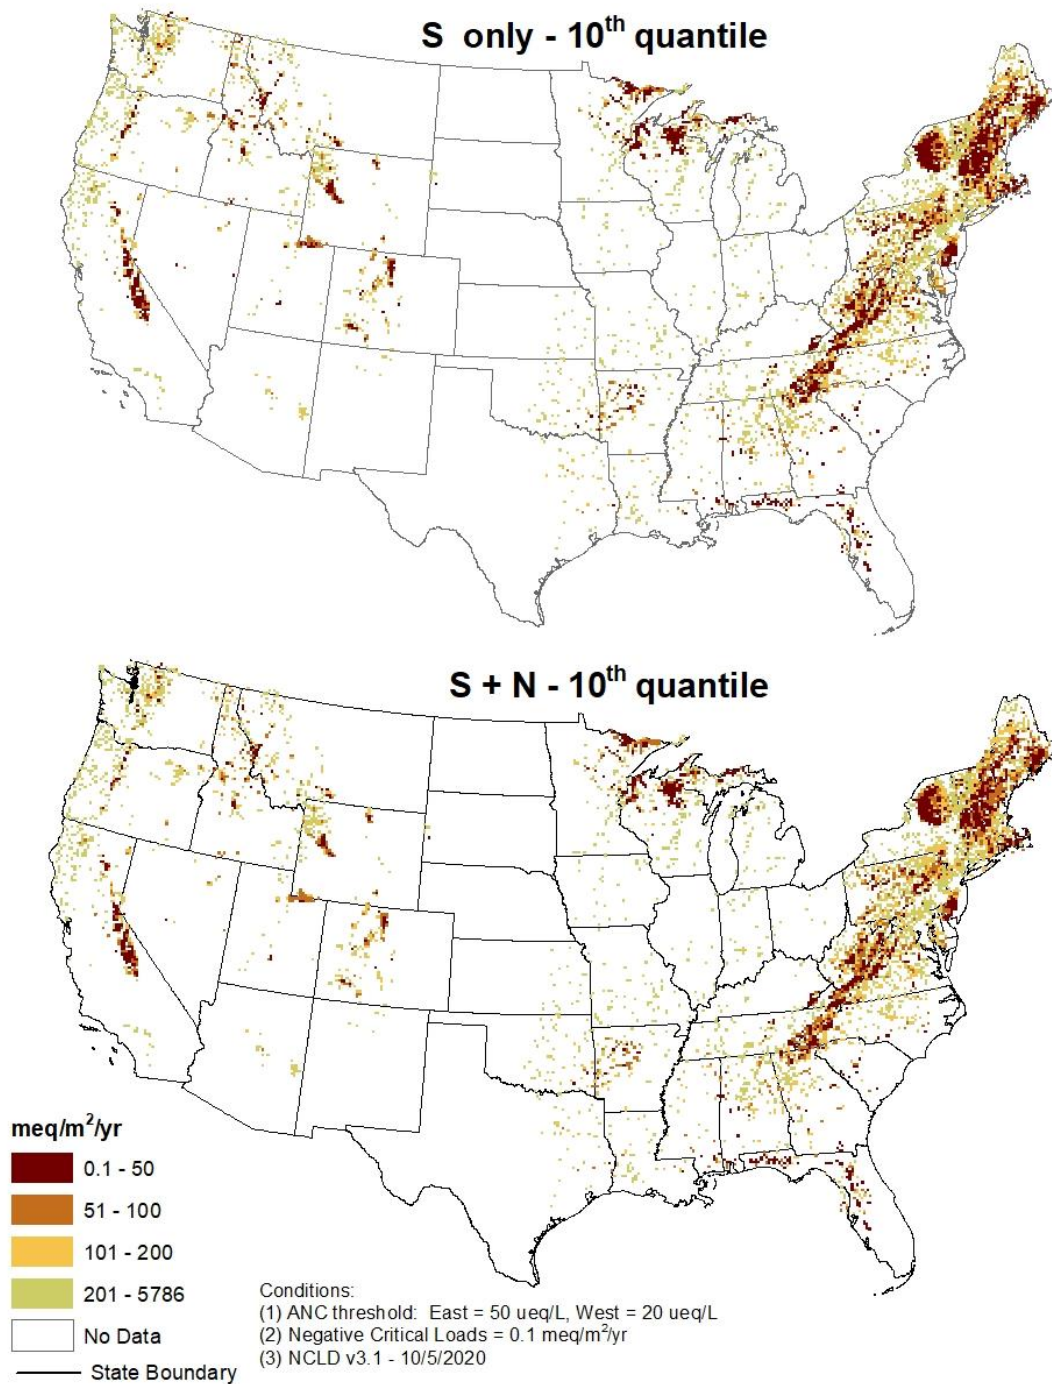 S only - 10th quantile
S + N - 10th quantile
meq/m²/yr
0.1 - 50
51 - 100
101 - 200
201 - 5786
No Data
State Boundary
Conditions:
(1) ANC threshold: East = 50 ueq/L, West = 20 ueq/L
(2) Negative Critical Loads = 0.1 meq/m²/yr
(3) NCLD v3.1 - 10/5/2020